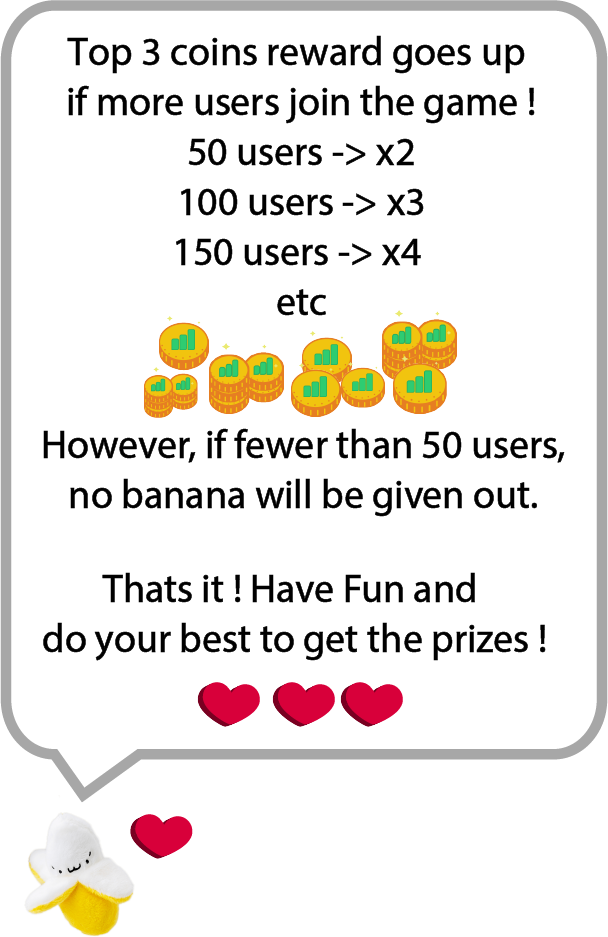 Top 3 coins reward goes up
if more users join the game !
50 users -> x2
100 users -> x3
150 users -> x4
etc
However, if fewer than 50 users,
no banana will be given out.
Thats it ! Have Fun and
do your best to get the prizes !